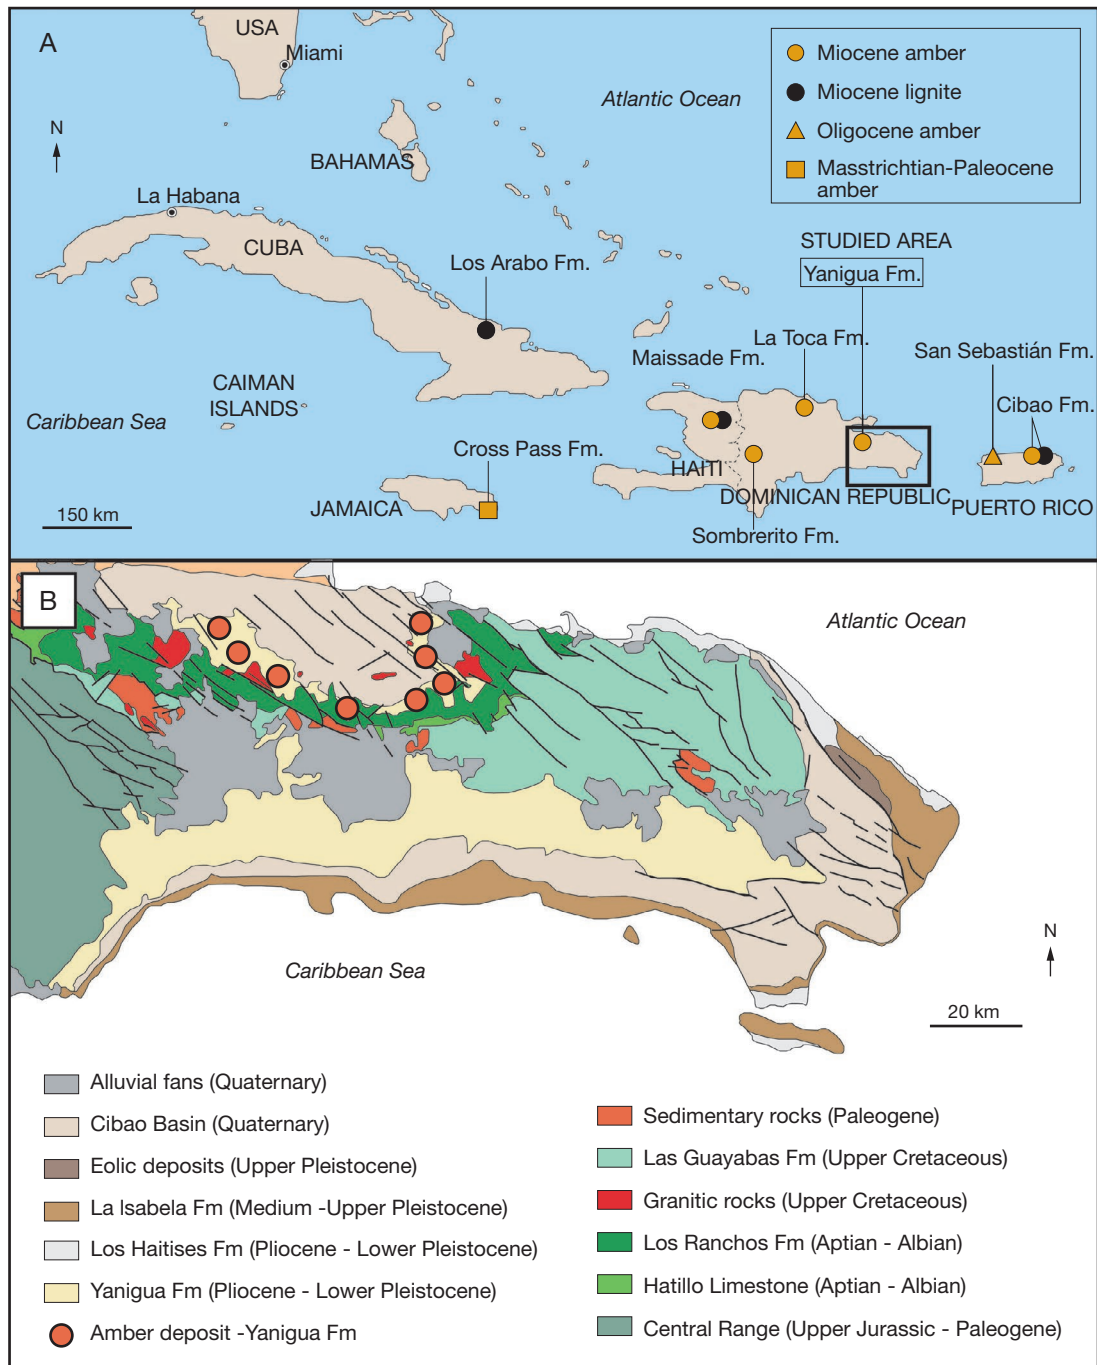 A
USA
Miami
Atlantic Ocean
Miocene amber
Miocene lignite
Oligocene amber
Masstrichtian-Paleocene
amber
N
BAHAMAS
La Habana
CUBA
Los Arabo Fm.
STUDIED AREA
Yanigua Fm.
La Toca Fm.
Maissade Fm.
San Sebastián Fm.
CAIMAN
ISLANDS
Caribbean Sea
Cibao Fm.
Cross Pass Fm.
HAITI
JAMAICA
DOMINICAN REPUBLIC
PUERTO RICO
150 km
Sombrerito Fm.
B
Atlantic Ocean
N
Caribbean Sea
20 km
Alluvial fans (Quaternary)
Cibao Basin (Quaternary)
Eolic deposits (Upper Pleistocene)
La Isabela Fm (Medium -Upper Pleistocene)
Los Haitises Fm (Pliocene - Lower Pleistocene)
Yanigua Fm (Pliocene - Lower Pleistocene)
Amber deposit -Yanigua Fm
Sedimentary rocks (Paleogene)
Las Guayabas Fm (Upper Cretaceous)
Granitic rocks (Upper Cretaceous)
Los Ranchos Fm (Aptian - Albian)
Hatillo Limestone (Aptian - Albian)
Central Range (Upper Jurassic - Paleogene)